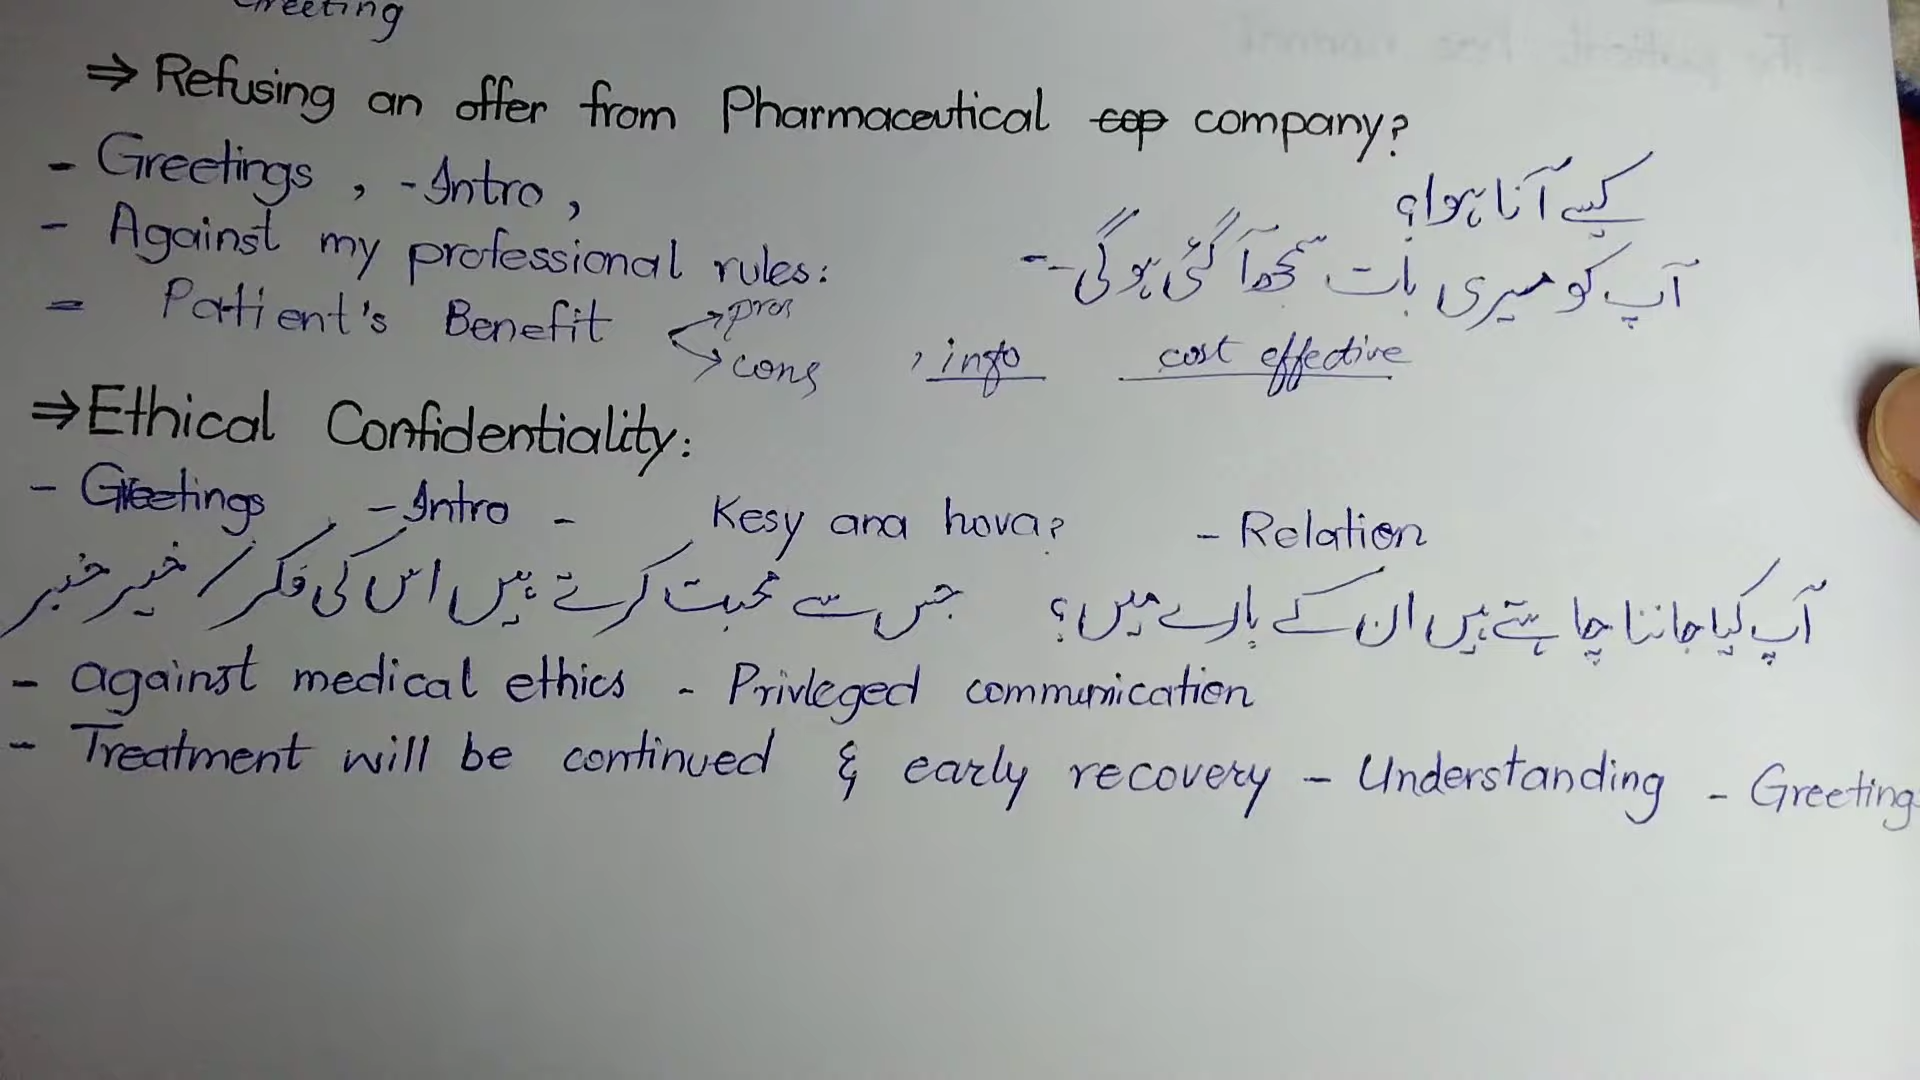 Greeting
⇒ Refusing an offer from Pharmaceutical cop company?
- Greetings , - Intro , کیسے آنا ہوا؟
- Against my professional rules: -- آپ کو میری بات سمجھ آ گئی ہو گی
= Patient's Benefit → pros
→ cons , info cost effective
⇒ Ethical Confidentiality:
- Greetings - Intro - Kesy ana hova? - Relation
آپ کیا جاننا چاہتے ہیں ان کے بارے میں؟ جس سے محبت کرتے ہیں اس کی فکر / خیر خبر
- against medical ethics - Privleged communication
- Treatment will be continued & early recovery - Understanding - Greetings